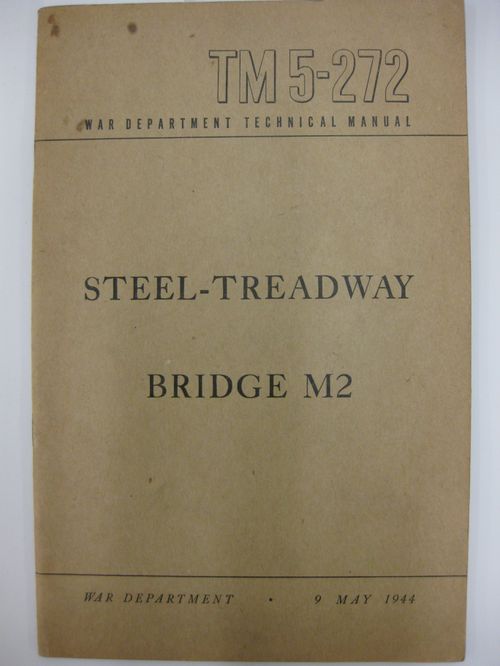 TM 5-272
WAR DEPARTMENT TECHNICAL MANUAL
STEEL-TREADWAY
BRIDGE M2
WAR DEPARTMENT • 9 MAY 1944